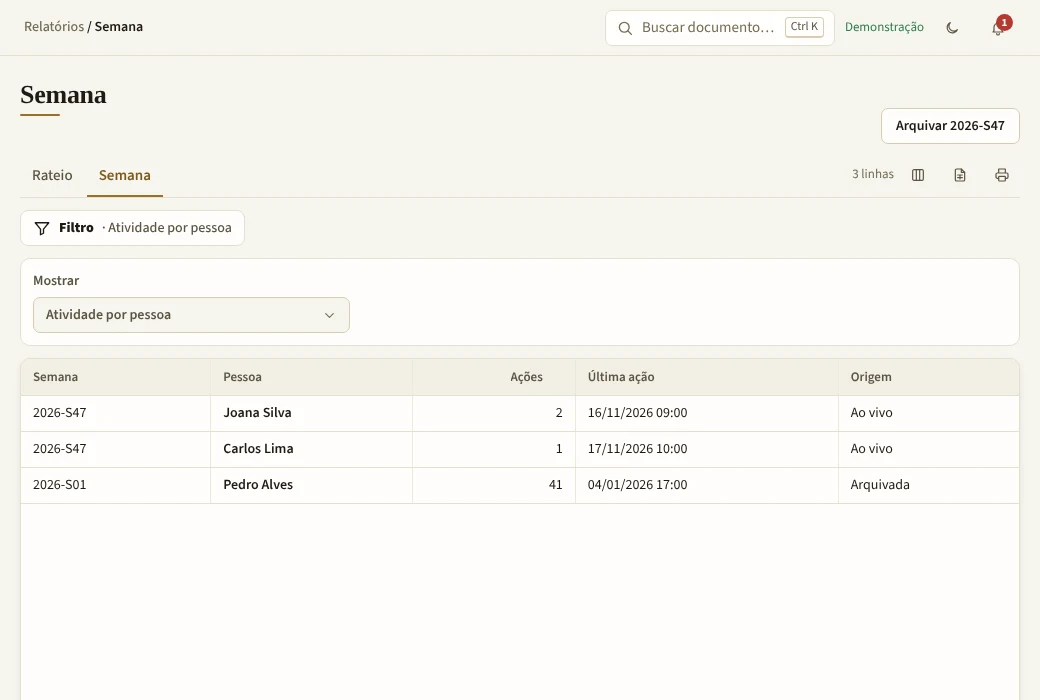 Relatórios / Semana
Buscar documento… Ctrl K
Demonstração
1
Semana
Arquivar 2026-S47
Rateio Semana
3 linhas
Filtro · Atividade por pessoa
Mostrar
Atividade por pessoa
Semana Pessoa Ações Última ação Origem
2026-S47 Joana Silva 2 16/11/2026 09:00 Ao vivo
2026-S47 Carlos Lima 1 17/11/2026 10:00 Ao vivo
2026-S01 Pedro Alves 41 04/01/2026 17:00 Arquivada